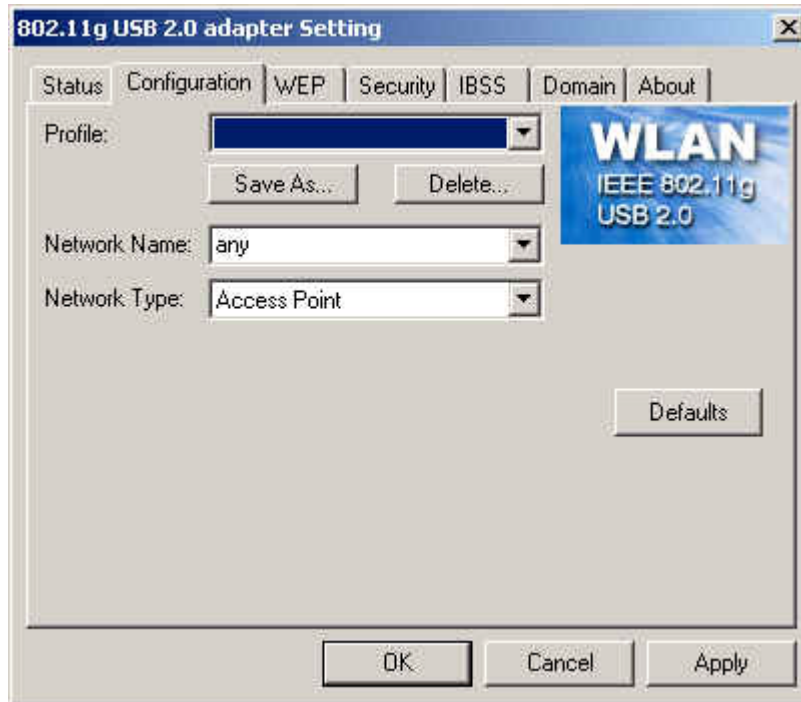 802.11g USB 2.0 adapter Setting
Status Configuration WEP Security IBSS Domain About
Profile:
WLAN
IEEE 802.11g
USB 2.0
Save As... Delete...
Network Name: any
Network Type: Access Point
Defaults
OK Cancel Apply